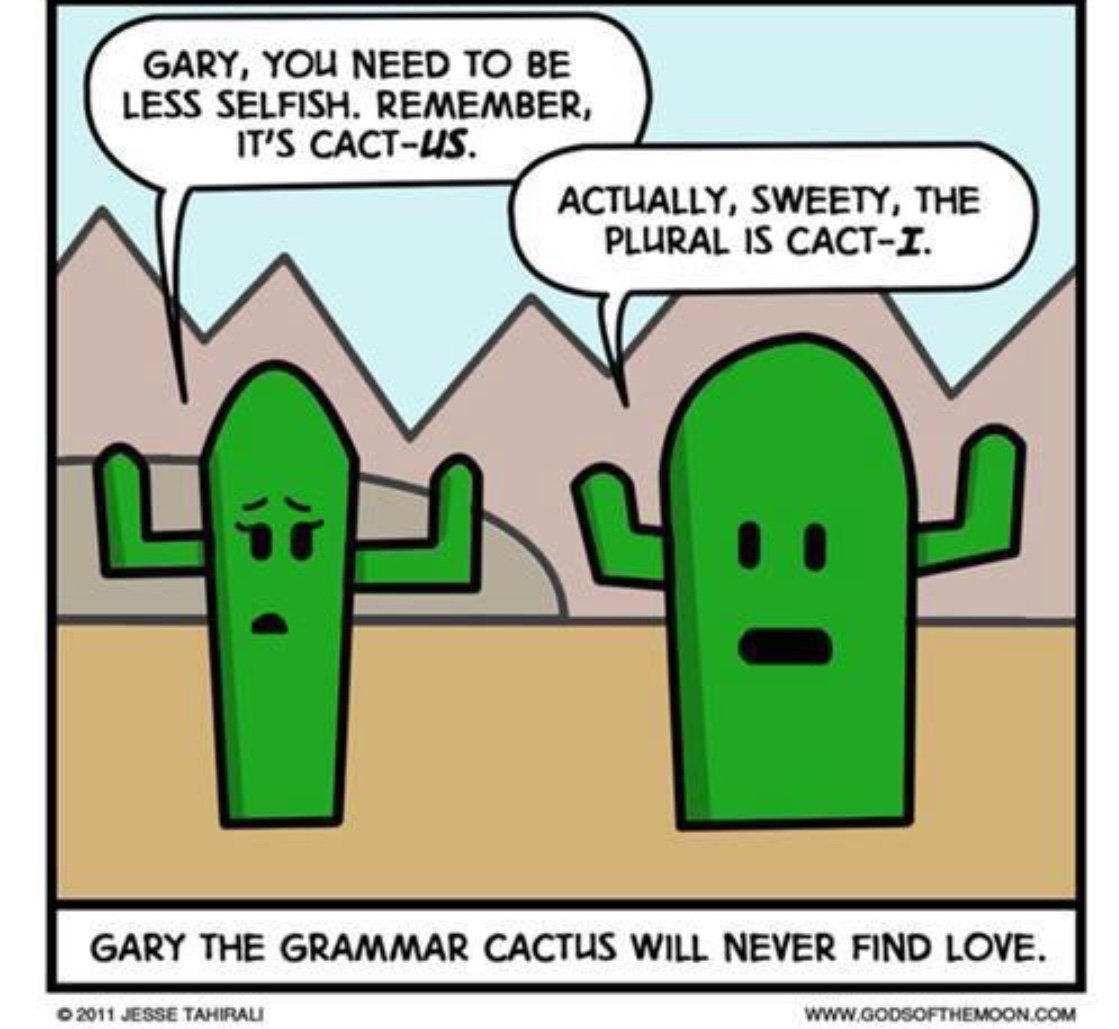 GARY, YOU NEED TO BE
LESS SELFISH. REMEMBER,
IT'S CACT-US.
ACTUALLY, SWEETY, THE
PLURAL IS CACT-I.
GARY THE GRAMMAR CACTUS WILL NEVER FIND LOVE.
© 2011 JESSE TAHIRALI
WWW.GODSOFTHEMOON.COM